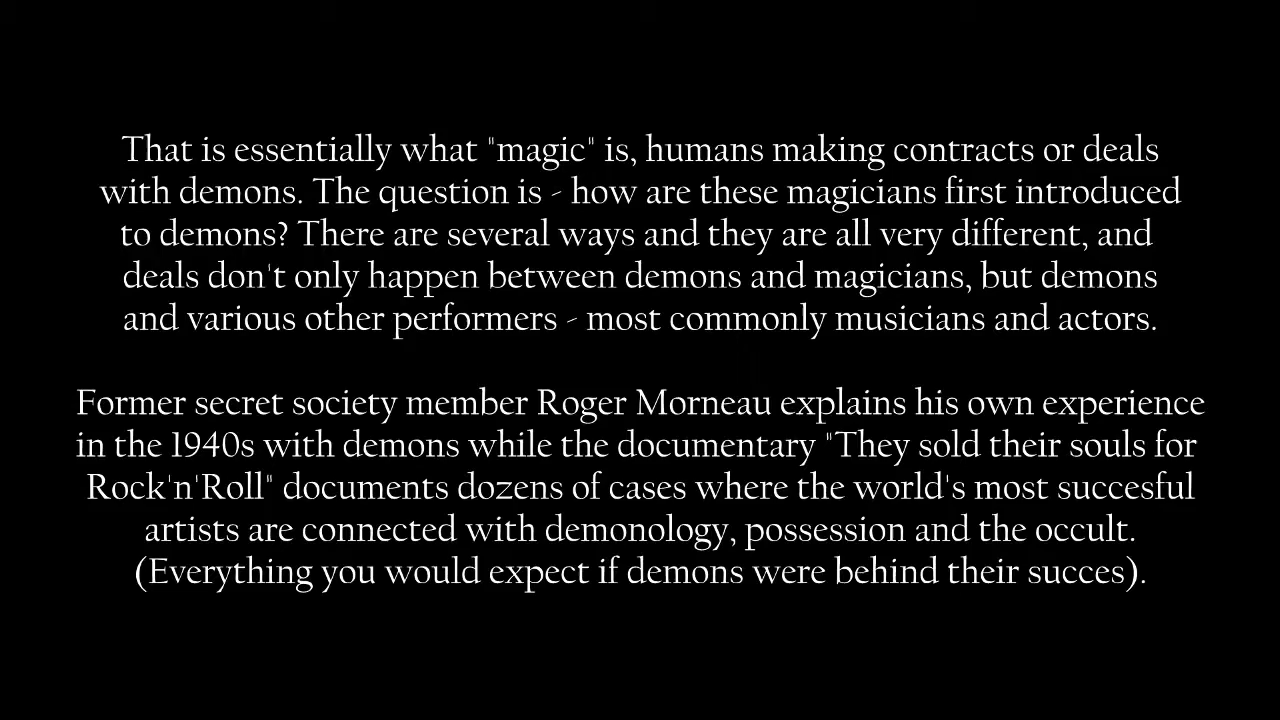 That is essentially what "magic" is, humans making contracts or deals
with demons. The question is - how are these magicians first introduced
to demons? There are several ways and they are all very different, and
deals don't only happen between demons and magicians, but demons
and various other performers - most commonly musicians and actors.
Former secret society member Roger Morneau explains his own experience
in the 1940s with demons while the documentary "They sold their souls for
Rock'n'Roll" documents dozens of cases where the world's most succesful
artists are connected with demonology, possession and the occult.
(Everything you would expect if demons were behind their succes).